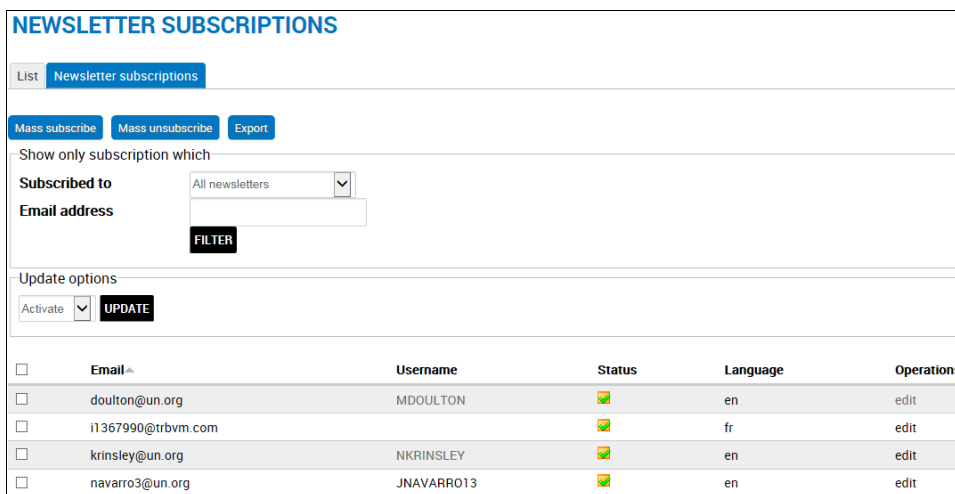 NEWSLETTER SUBSCRIPTIONS
List Newsletter subscriptions
Mass subscribe Mass unsubscribe Export
Show only subscription which
Subscribed to All newsletters
Email address
FILTER
Update options
Activate UPDATE
Email Username Status Language Operations
doulton@un.org MDOULTON en edit
i1367990@trbvm.com fr edit
krinsley@un.org NKRINSLEY en edit
navarro3@un.org JNAVARRO13 en edit